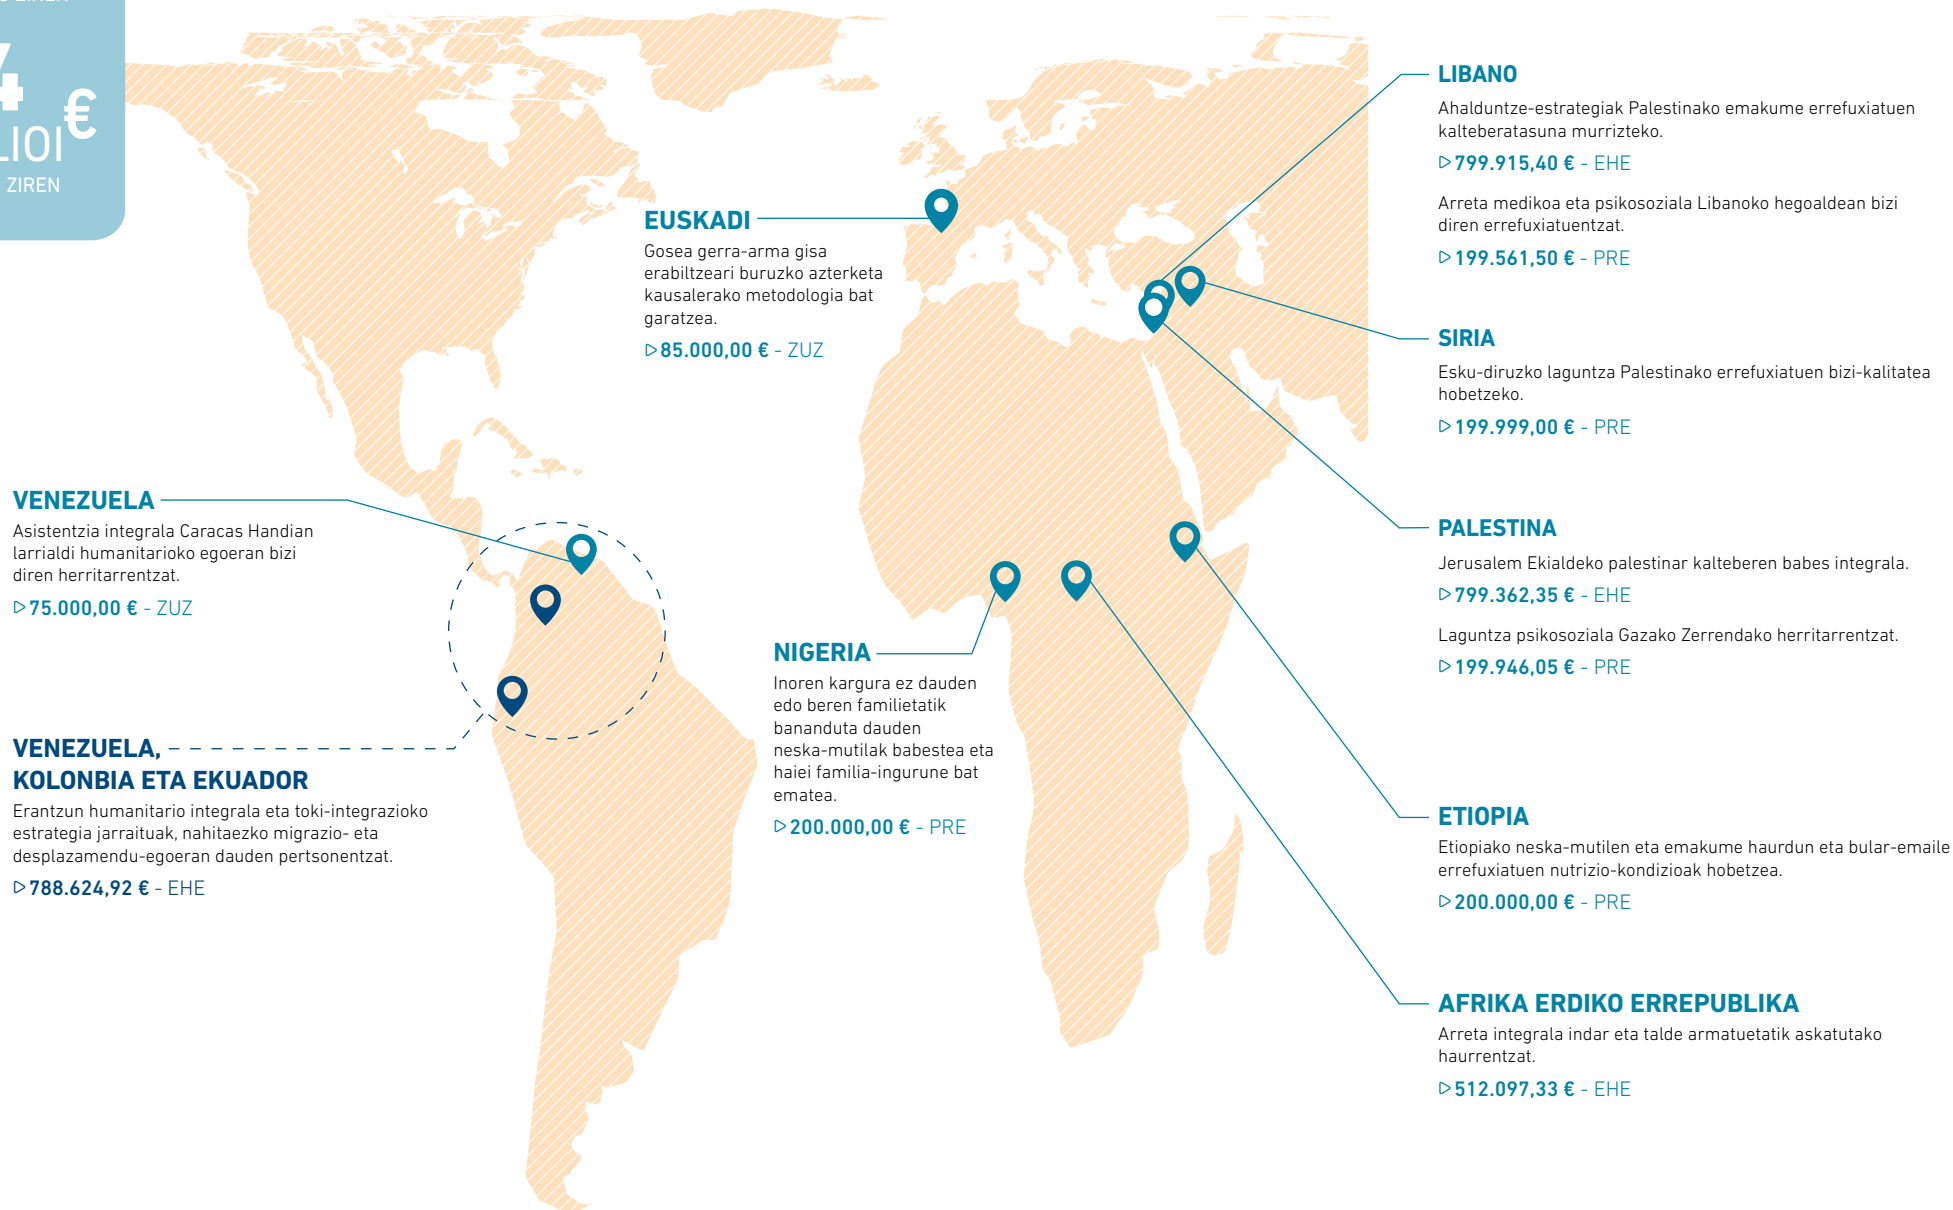 4
€
ZIREN
LIBANO
Ahalduntze-estrategiak Palestinako emakume errefuxiatuen
kalteberatasuna murrizteko.
799.915,40 € - EHE
Arreta medikoa eta psikosoziala Libanoko hegoaldean bizi
diren errefuxiatuentzat.
199.561,50 € - PRE
EUSKADI
Gosea gerra-arma gisa
erabiltzeari buruzko azterketa
kausalerako metodologia bat
garatzea.
85.000,00 € - ZUZ
SIRIA
Esku-diruzko laguntza Palestinako errefuxiatuen bizi-kalitatea
hobetzeko.
199.999,00 € - PRE
VENEZUELA
Asistentzia integrala Caracas Handian
larrialdi humanitarioko egoeran bizi
diren herritarrentzat.
75.000,00 € - ZUZ
PALESTINA
Jerusalem Ekialdeko palestinar kalteberen babes integrala.
799.362,35 € - EHE
Laguntza psikosoziala Gazako Zerrendako herritarrentzat.
199.946,05 € - PRE
NIGERIA
Inoren kargura ez dauden
edo beren familietatik
bananduta dauden
neska-mutilak babestea eta
haiei familia-ingurune bat
ematea.
200.000,00 € - PRE
VENEZUELA,
KOLONBIA ETA EKUADOR
Erantzun humanitario integrala eta toki-integrazioko
estrategia jarraituak, nahitaezko migrazio- eta
desplazamendu-egoeran dauden pertsonentzat.
788.624,92 € - EHE
ETIOPIA
Etiopiako neska-mutilen eta emakume haurdun eta bular-emaile
errefuxiatuen nutrizio-kondizioak hobetzea.
200.000,00 € - PRE
AFRIKA ERDIKO ERREPUBLIKA
Arreta integrala indar eta talde armatuetatik askatutako
haurrentzat.
512.097,33 € - EHE